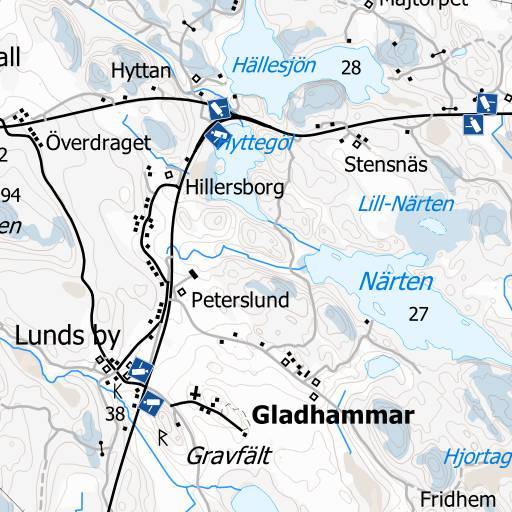 Majtorpet
all
Hällesjön
28
Hyttan
Överdraget
Hyttegöl
Stensnäs
2
94
Hillersborg
Lill-Närten
en
Närten
Peterslund
27
Lunds by
K
38
Gladhammar
R
Gravfält
Hjortag
Fridhem